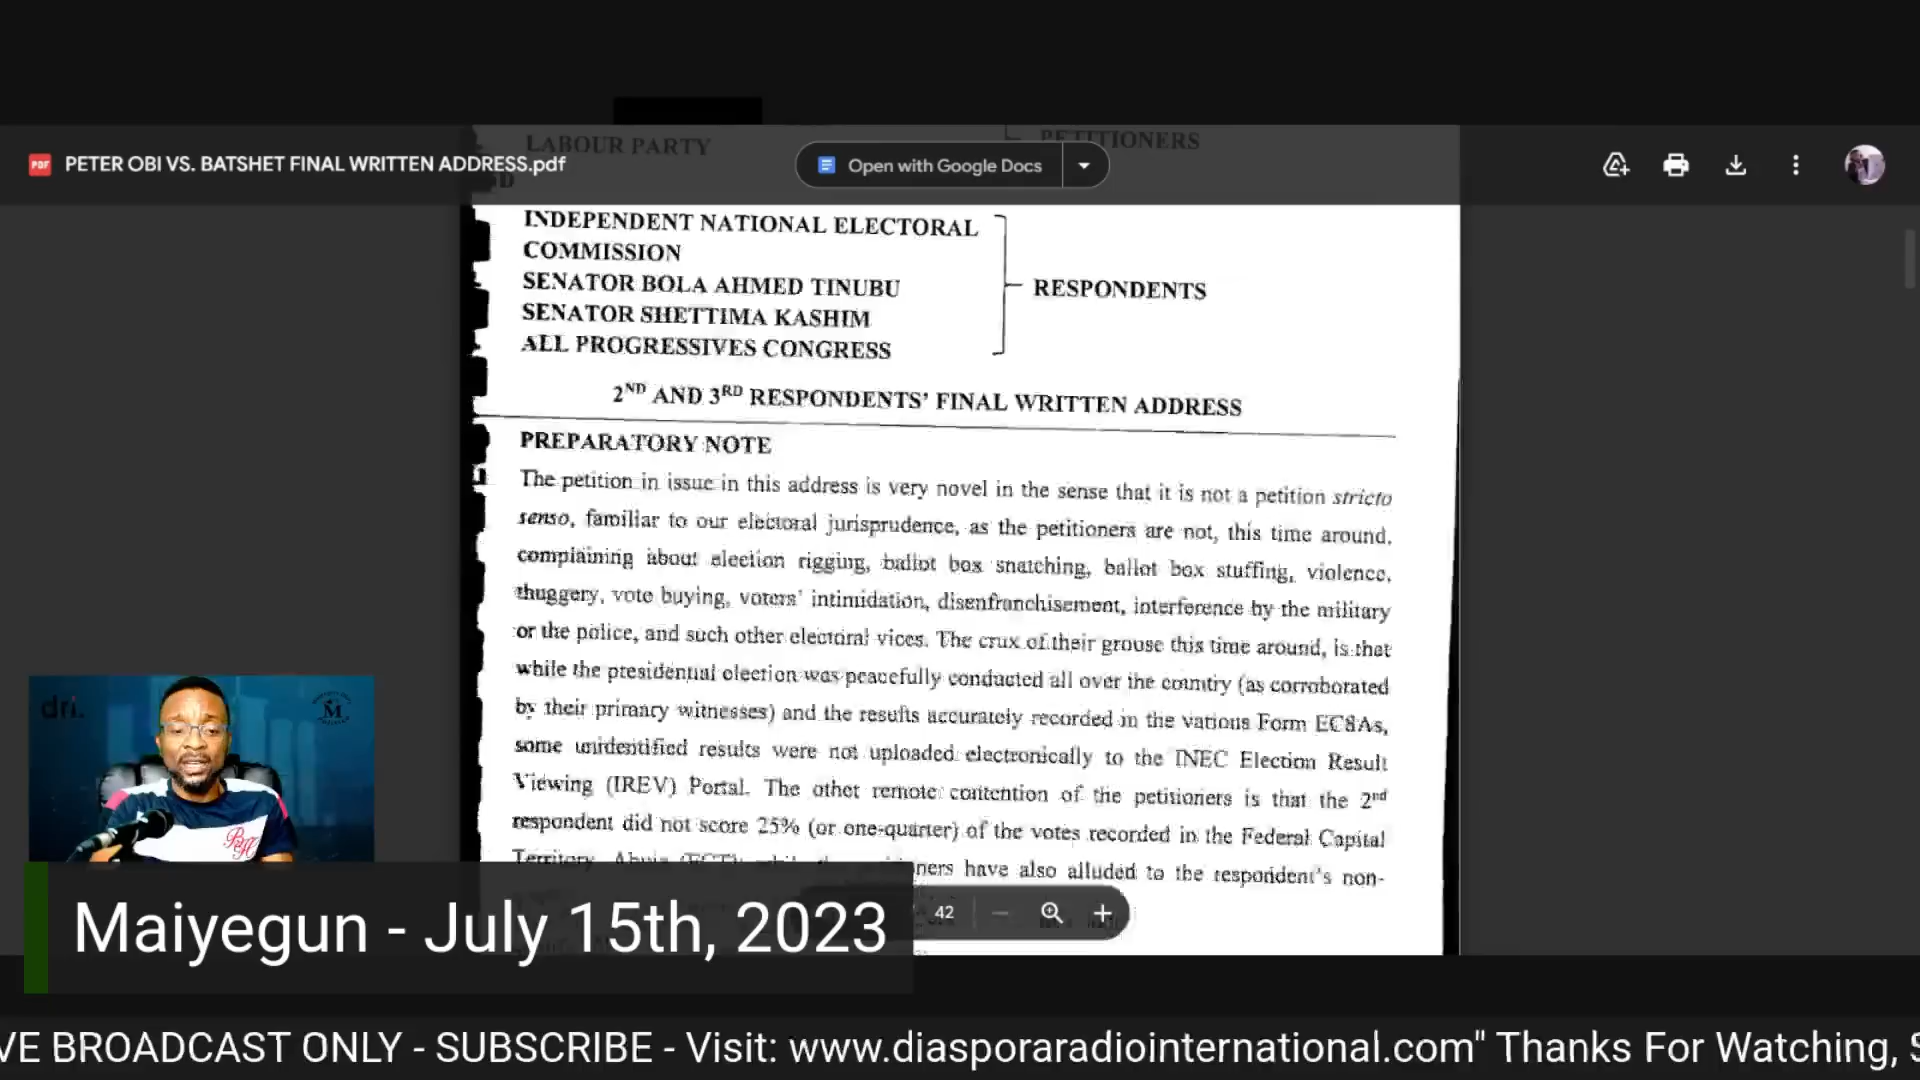 LABOUR PARTY
PETITIONERS
PDF PETER OBI VS. BATSHET FINAL WRITTEN ADDRESS.pdf
Open with Google Docs
INDEPENDENT NATIONAL ELECTORAL
COMMISSION
SENATOR BOLA AHMED TINUBU
SENATOR SHETTIMA KASHIM
ALL PROGRESSIVES CONGRESS
RESPONDENTS
2ND AND 3RD RESPONDENTS' FINAL WRITTEN ADDRESS
PREPARATORY NOTE
The petition in issue in this address is very novel in the sense that it is not a petition stricto
senso, familiar to our electoral jurisprudence, as the petitioners are not, this time around,
complaining about election rigging, ballot box snatching, ballot box stuffing, violence,
thuggery, vote buying, voters' intimidation, disenfranchisement, interference by the military
or the police, and such other electoral vices. The crux of their grouse this time around, is that
while the presidential election was peacefully conducted all over the country (as corroborated
by their primary witnesses) and the results accurately recorded in the various Form EC8As,
some unidentified results were not uploaded electronically to the INEC Election Result
Viewing (IREV) Portal. The other remote contention of the petitioners is that the 2nd
respondent did not score 25% (or one-quarter) of the votes recorded in the Federal Capital
Territory, Abuja have also alluded to the respondent's non-
42
dri.
M
Maiyegun - July 15th, 2023
VE BROADCAST ONLY - SUBSCRIBE - Visit: www.diasporaradiointernational.com" Thanks For Watching, S